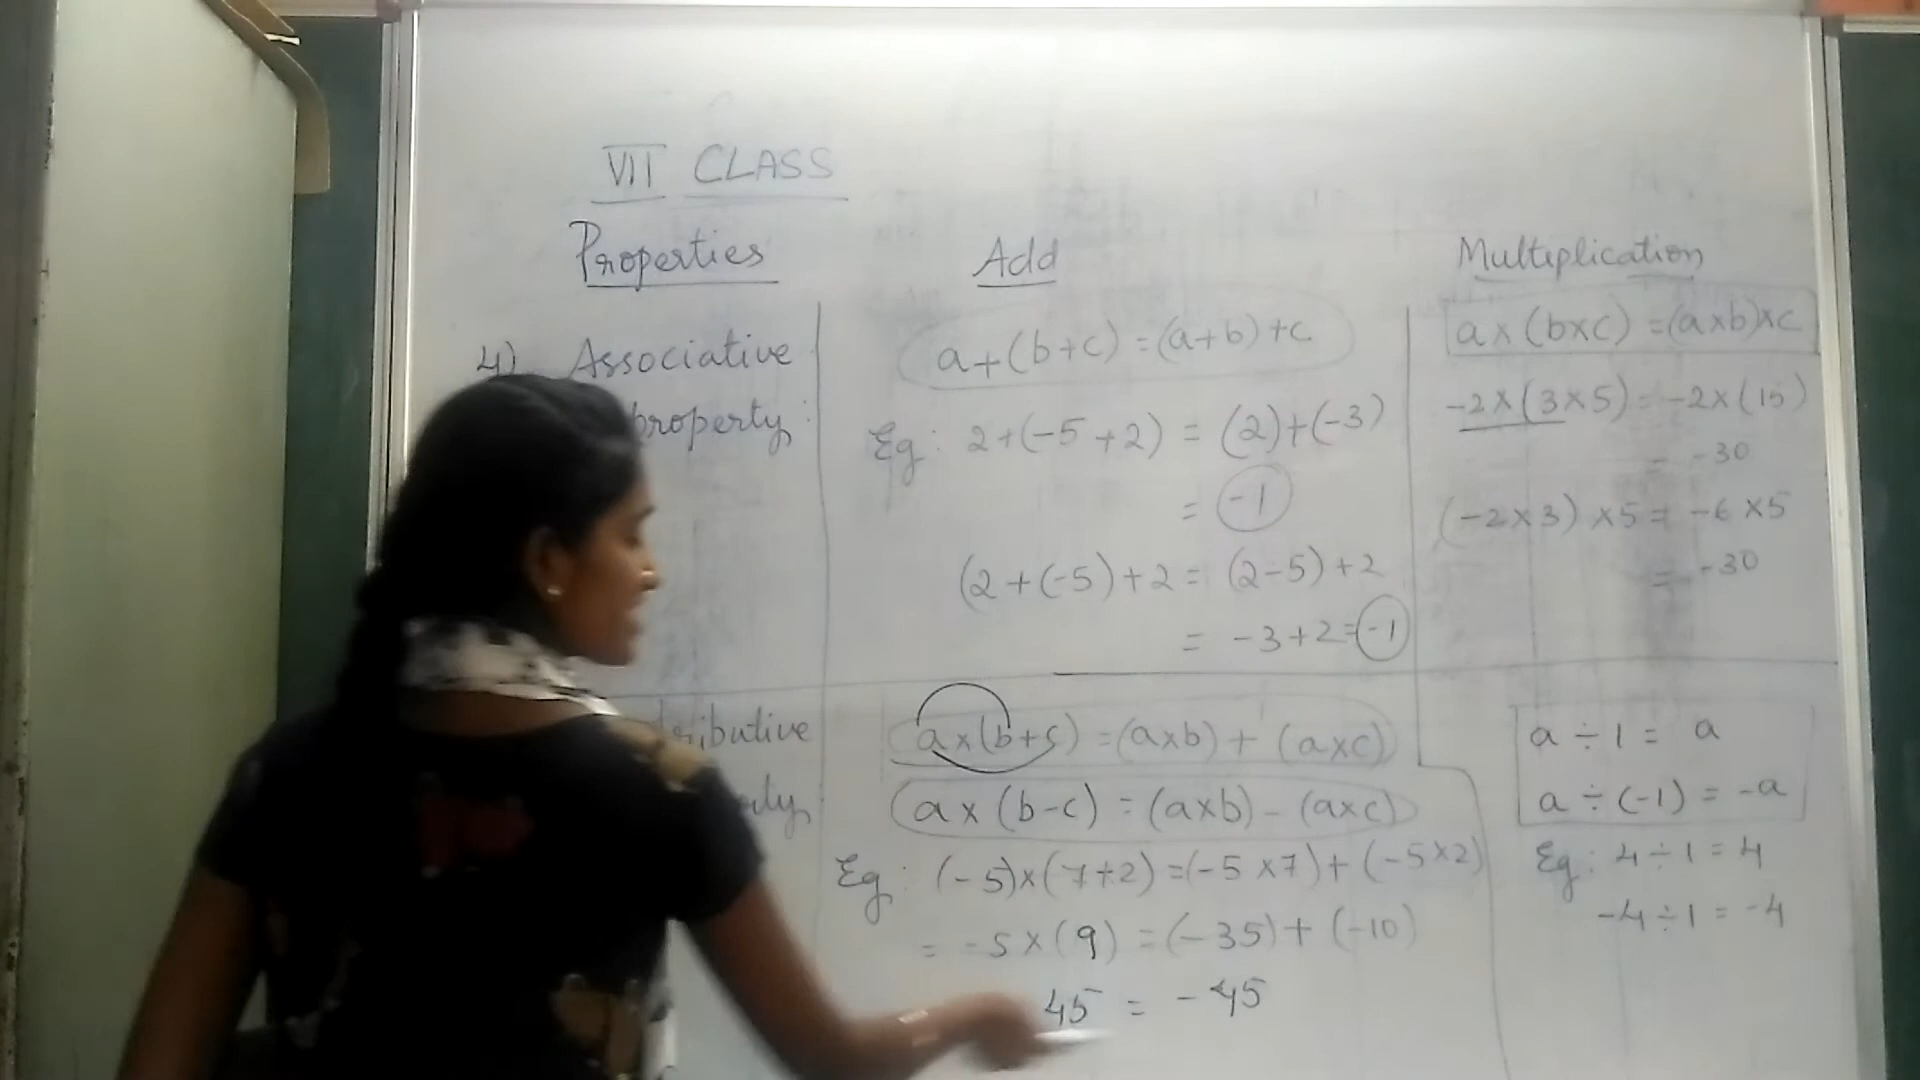 VII CLASS
Properties Add Multiplication
4) Associative
property:
a+(b+c)=(a+b)+c
Eg: 2+(-5+2) = (2)+(-3)
= -1
(2+(-5)+2 = (2-5)+2
= -3+2=-1
a×(b×c)=(a×b)×c
-2×(3×5)=-2×(15)
= -30
(-2×3)×5= -6×5
= -30
a×(b+c)=(a×b)+(a×c)
a×(b-c)=(a×b)-(a×c)
Eg: (-5)×(7+2)=(-5×7)+(-5×2)
= -5×(9)=(-35)+(-10)
45 = -45
a÷1= a
a÷(-1)=-a
Eg: 4÷1=4
-4÷1=-4